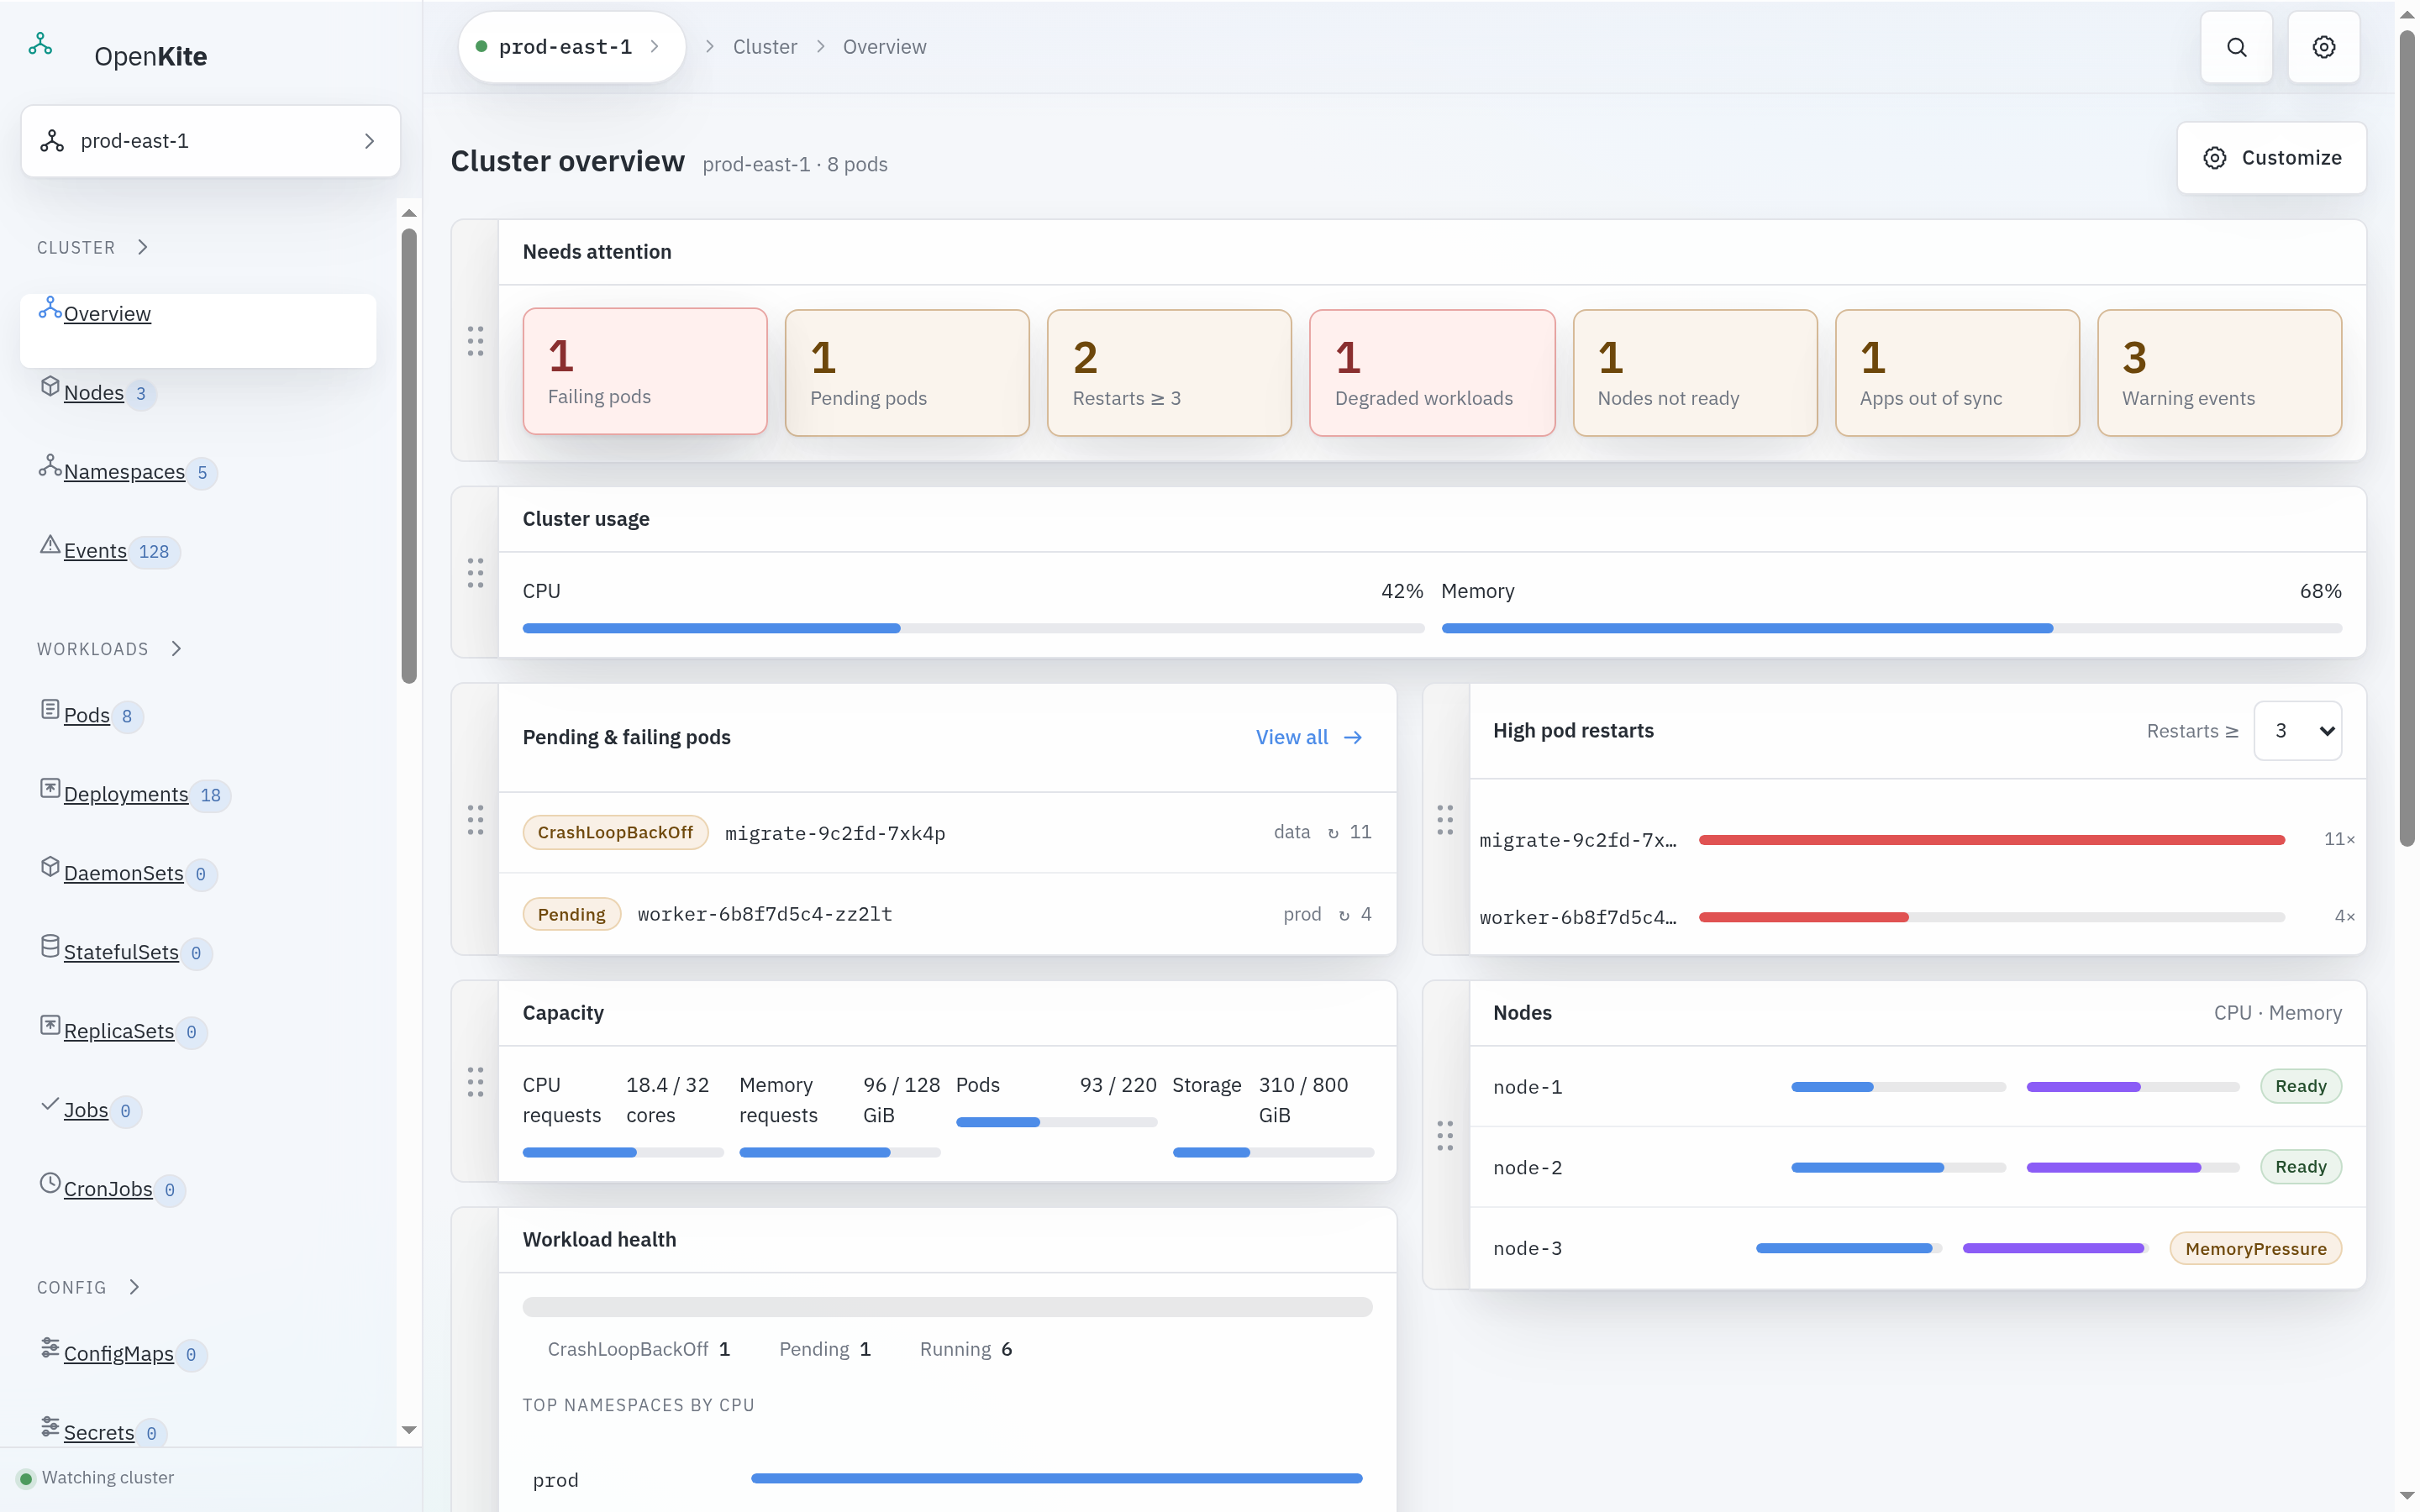 OpenKite
prod-east-1
CLUSTER
Overview
Nodes 3
Namespaces 5
Events 128
WORKLOADS
Pods 8
Deployments 18
DaemonSets 0
StatefulSets 0
ReplicaSets 0
Jobs 0
CronJobs 0
CONFIG
ConfigMaps 0
Secrets 0
Watching cluster
prod-east-1 Cluster Overview
Cluster overview prod-east-1 · 8 pods
Customize
Needs attention
1
Failing pods
1
Pending pods
2
Restarts ≥ 3
1
Degraded workloads
1
Nodes not ready
1
Apps out of sync
3
Warning events
Cluster usage
CPU 42%
Memory 68%
Pending & failing pods View all →
CrashLoopBackOff migrate-9c2fd-7xk4p data ↻ 11
Pending worker-6b8f7d5c4-zz2lt prod ↻ 4
High pod restarts Restarts ≥ 3
migrate-9c2fd-7x… 11×
worker-6b8f7d5c4… 4×
Capacity
CPU requests 18.4 / 32 cores
Memory requests 96 / 128 GiB
Pods 93 / 220
Storage 310 / 800 GiB
Nodes CPU · Memory
node-1 Ready
node-2 Ready
node-3 MemoryPressure
Workload health
CrashLoopBackOff 1 Pending 1 Running 6
TOP NAMESPACES BY CPU
prod